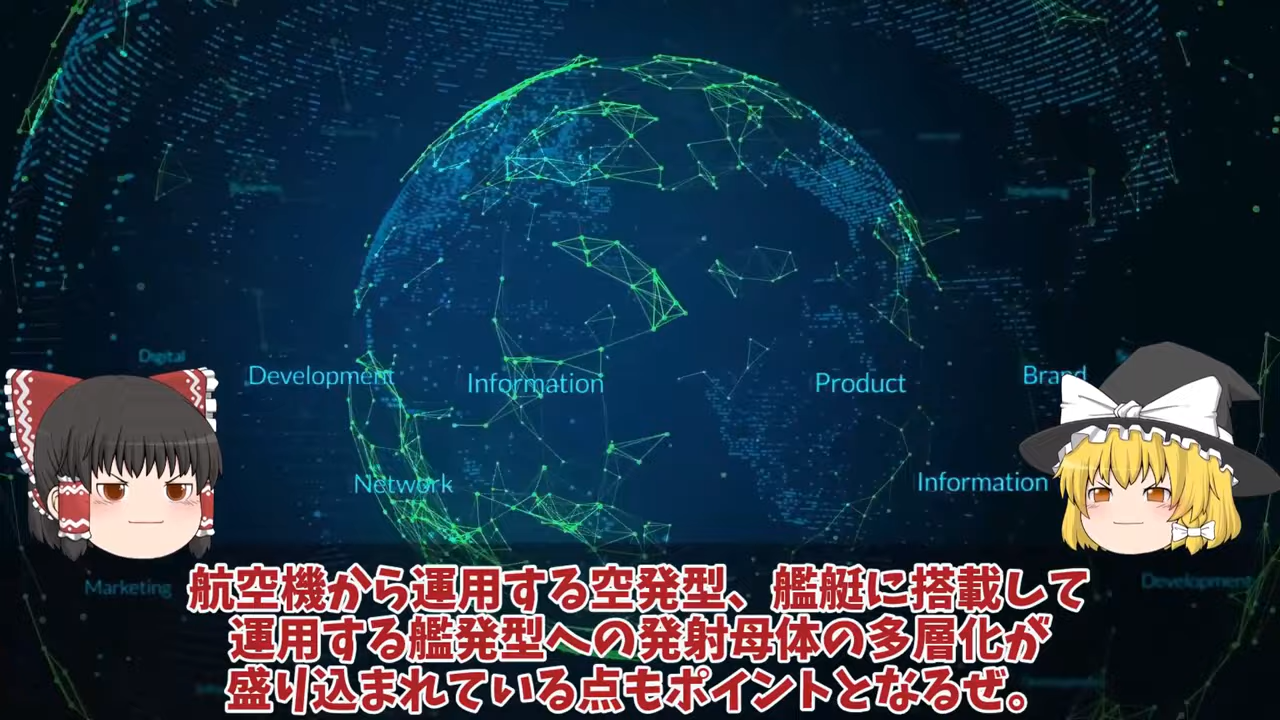 Digital
Development
Information
Product
Brand
Network
Information
Marketing
Development
航空機から運用する空発型、艦艇に搭載して
運用する艦発型への発射母体の多層化が
盛り込まれている点もポイントとなるぜ。